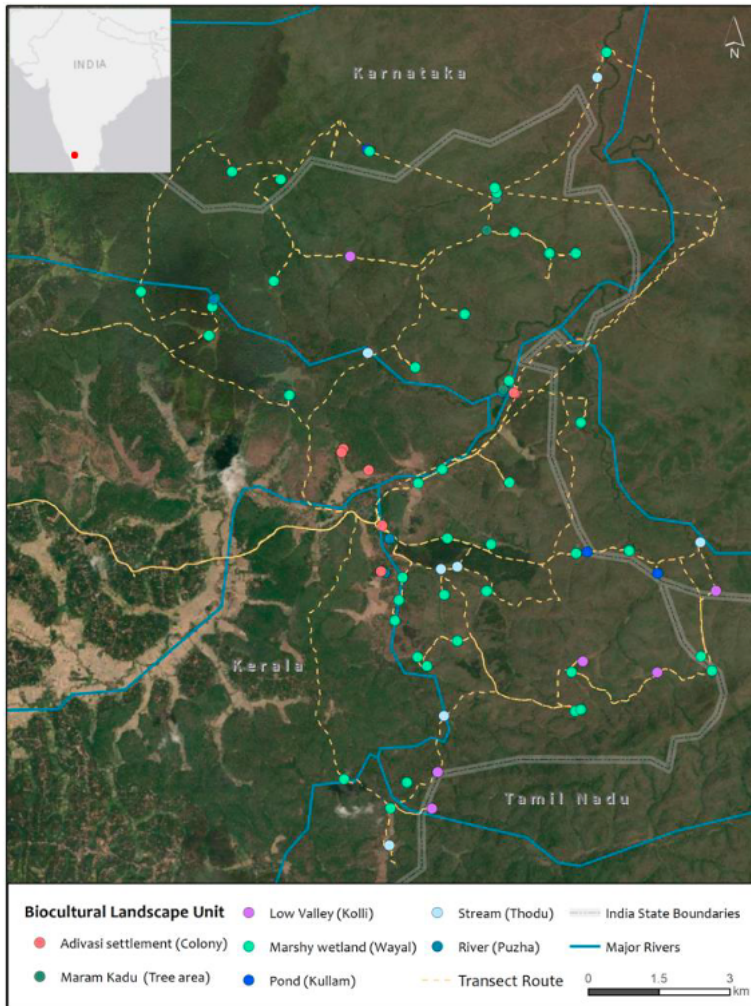 INDIA
Karnataka
N
Kerala
Tamil Nadu
Biocultural Landscape Unit
Adivasi settlement (Colony)
Maram Kadu (Tree area)
Low Valley (Kolli)
Marshy wetland (Wayal)
Pond (Kullam)
Stream (Thodu)
River (Puzha)
Transect Route
India State Boundaries
Major Rivers
0 1.5 3
km